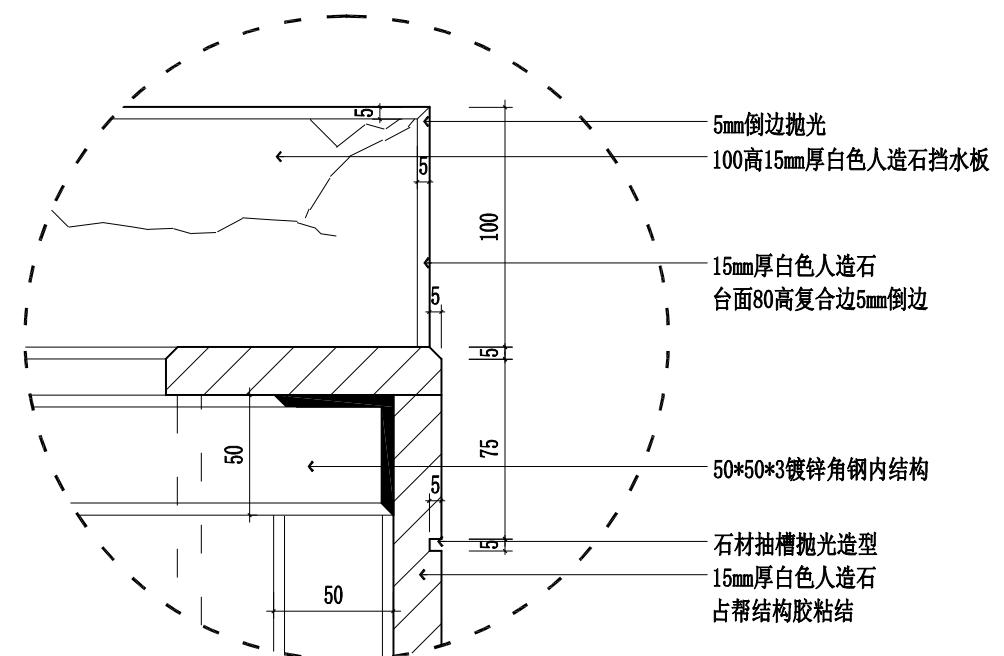 5
5mm倒边抛光
100高15mm厚白色人造石挡水板
5
100
15mm厚白色人造石
台面80高复合边5mm倒边
5
5
75
50
50*50*3镀锌角钢内结构
5
5
石材抽槽抛光造型
15mm厚白色人造石
50
占帮结构胶粘结